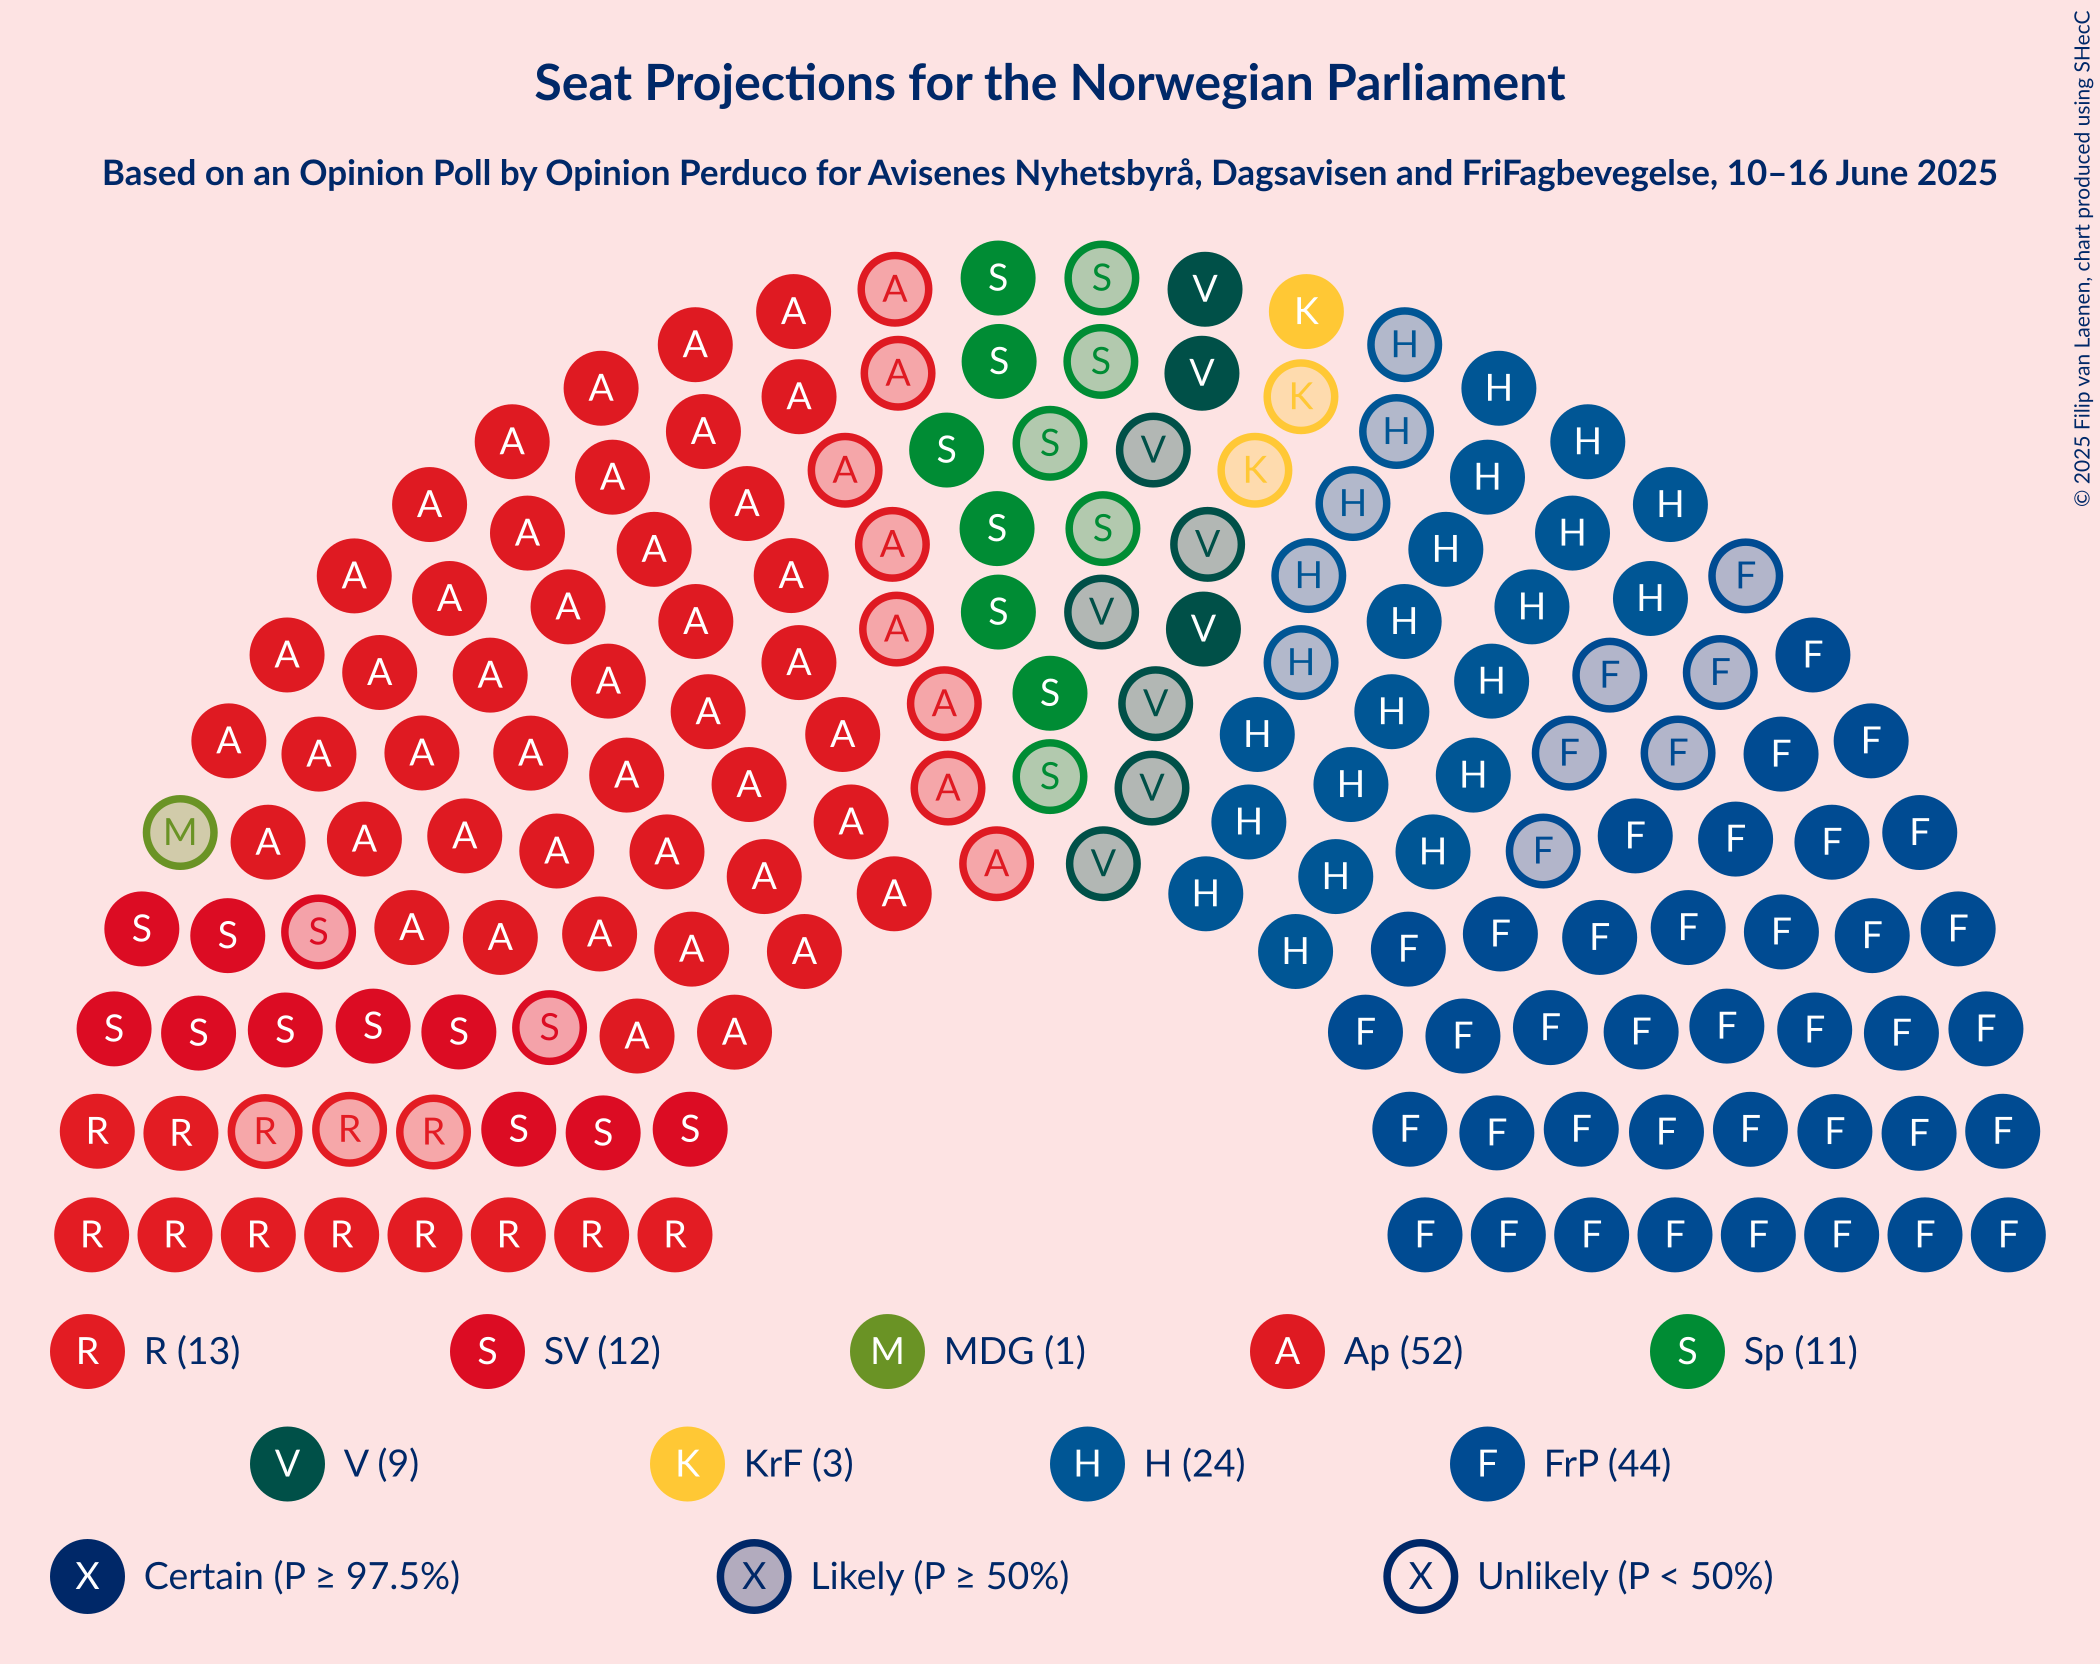 Seat Projections for the Norwegian Parliament
Based on an Opinion Poll by Opinion Perduco for Avisenes Nyhetsbyrå, Dagsavisen and FriFagbevegelse, 10–16 June 2025
© 2025 Filip van Laenen, chart produced using SHecC
A S S V
A K
A A S S V H
A A K H
A A A S S V H H
A A A K H H
A A A S S V H H H
A A A H H F
A A A S V V H H H
A A A H F F F
A A A S V H H H
A A A A H H F F F F
M A A A A A A A S V H H H F F F F
A A A A A V H H H F
S S S A A A A A H F F F F F F F
S S S S S S A A F F F F F F F F
R R R R R S S S F F F F F F F F
R R R R R R R R F F F F F F F F
R R (13) S SV (12) M MDG (1) A Ap (52) S Sp (11)
V V (9) K KrF (3) H H (24) F FrP (44)
X Certain (P ≥ 97.5%) X Likely (P ≥ 50%) X Unlikely (P < 50%)